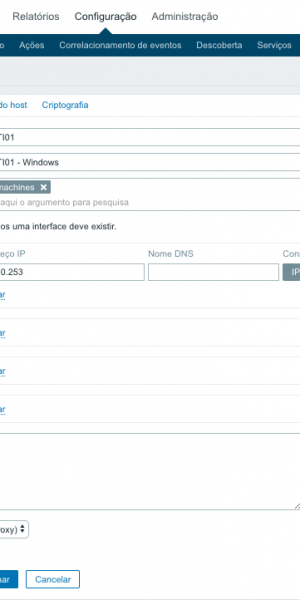 Relatórios Configuração Administração
Ações Correlacionamento de eventos Descoberta Serviços
do host Criptografia
TI01
TI01 - Windows
machines
aqui o argumento para pesquisa
os uma interface deve existir.
eço IP Nome DNS Con
0.253 IP
ar
ar
ar
ar
oxy)
nar Cancelar